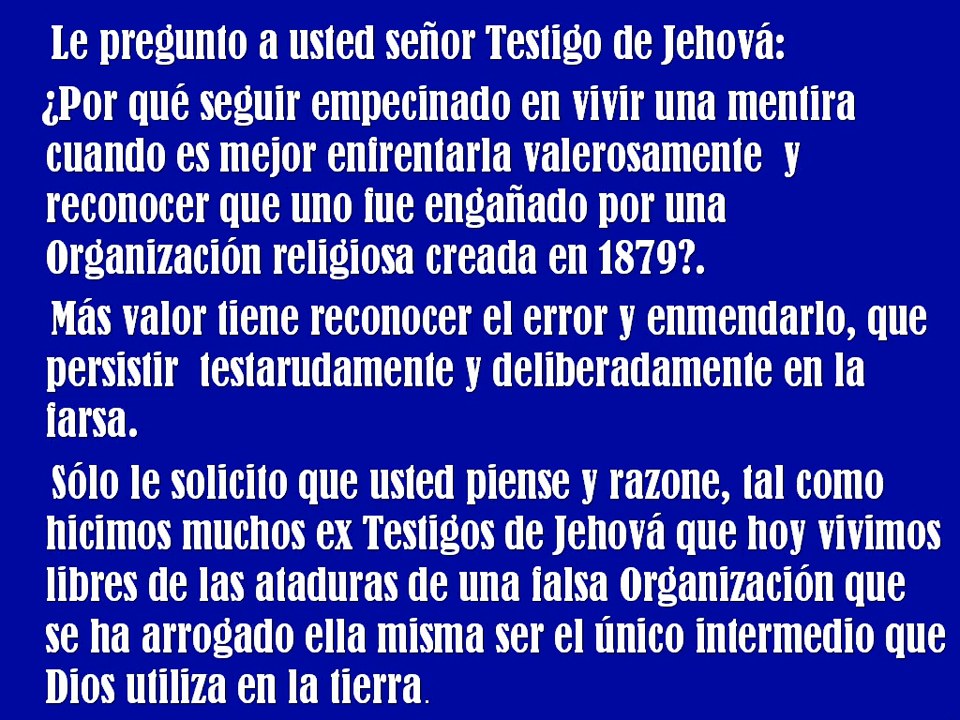 Le pregunto a usted señor Testigo de Jehová:
¿Por qué seguir empecinado en vivir una mentira
cuando es mejor enfrentarla valerosamente y
reconocer que uno fue engañado por una
Organización religiosa creada en 1879?.
Más valor tiene reconocer el error y enmendarlo, que
persistir testarudamente y deliberadamente en la
farsa.
Sólo le solicito que usted piense y razone, tal como
hicimos muchos ex Testigos de Jehová que hoy vivimos
libres de las ataduras de una falsa Organización que
se ha arrogado ella misma ser el único intermedio que
Dios utiliza en la tierra.